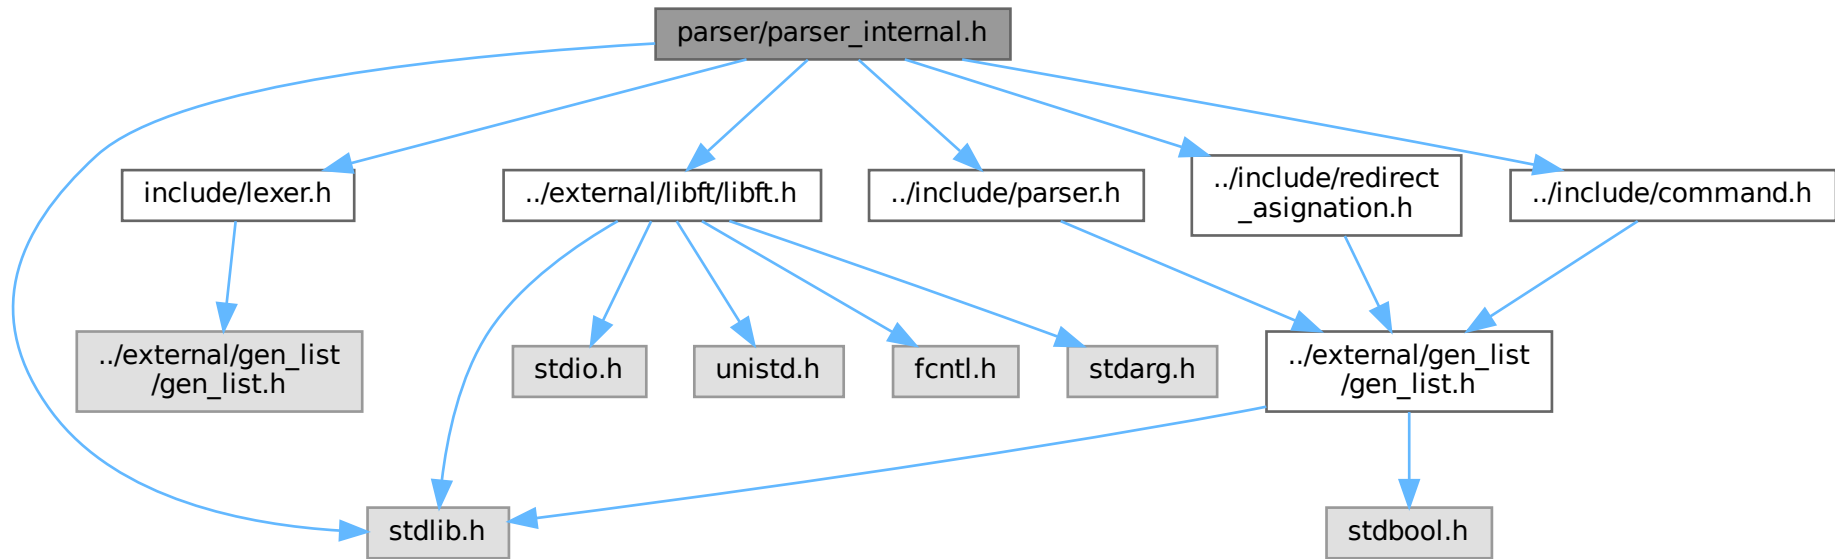 parser/parser_internal.h
include/lexer.h
../external/libft/libft.h
../include/parser.h
../include/redirect
_asignation.h
../include/command.h
../external/gen_list
/gen_list.h
stdio.h
unistd.h
fcntl.h
stdarg.h
../external/gen_list
/gen_list.h
stdlib.h
stdbool.h